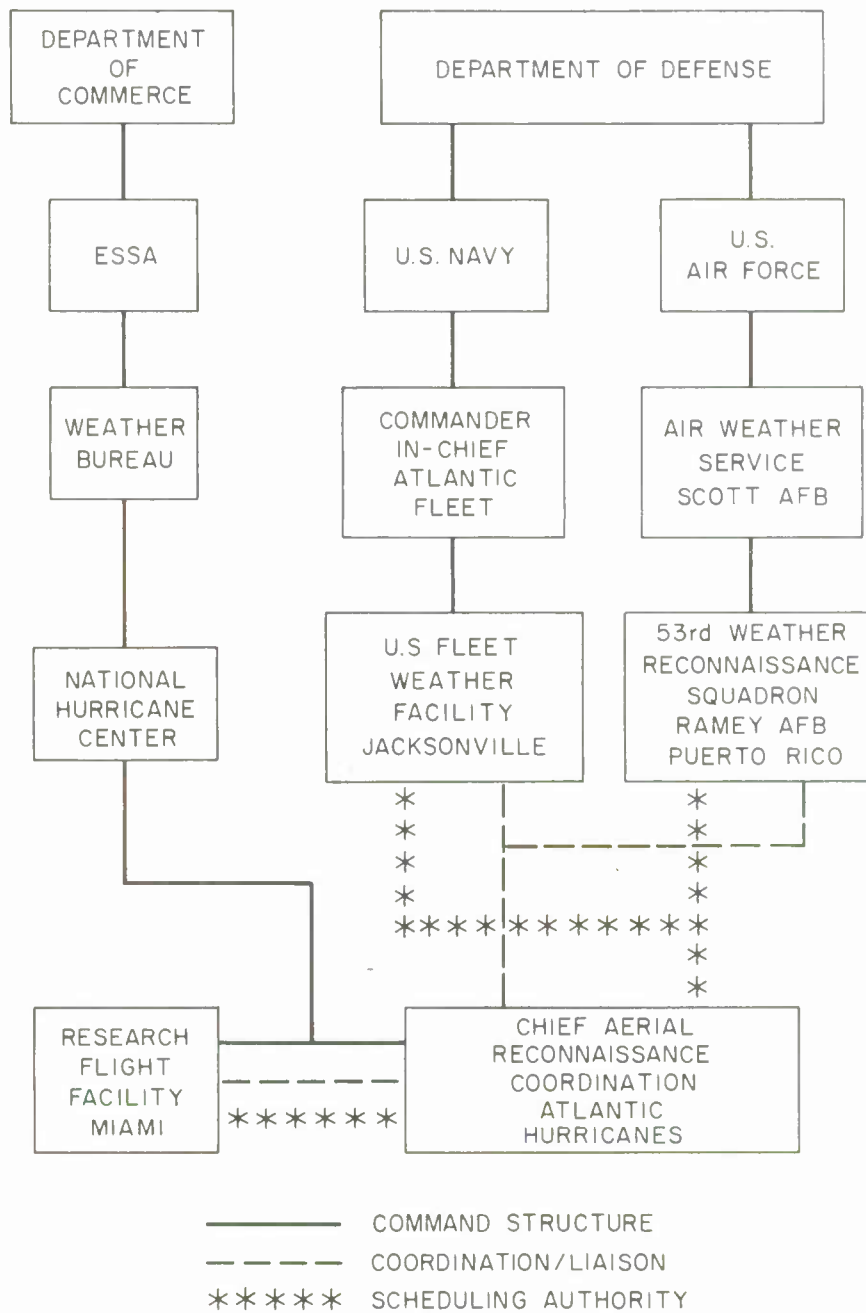 DEPARTMENT
OF
COMMERCE
DEPARTMENT OF DEFENSE
ESSA
U.S. NAVY
U.S.
AIR FORCE
WEATHER
BUREAU
COMMANDER
IN-CHIEF
ATLANTIC
FLEET
AIR WEATHER
SERVICE
SCOTT AFB
NATIONAL
HURRICANE
CENTER
U.S FLEET
WEATHER
FACILITY
JACKSONVILLE
53rd WEATHER
RECONNAISSANCE
SQUADRON
RAMEY AFB
PUERTO RICO
RESEARCH
FLIGHT
FACILITY
MIAMI
CHIEF AERIAL
RECONNAISSANCE
COORDINATION
ATLANTIC
HURRICANES
COMMAND STRUCTURE
COORDINATION/LIAISON
SCHEDULING AUTHORITY